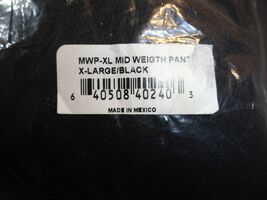 MWP-XL MID WEIGTH PANT
X-LARGE/BLACK
6 40508 40240 3
MADE IN MEXICO